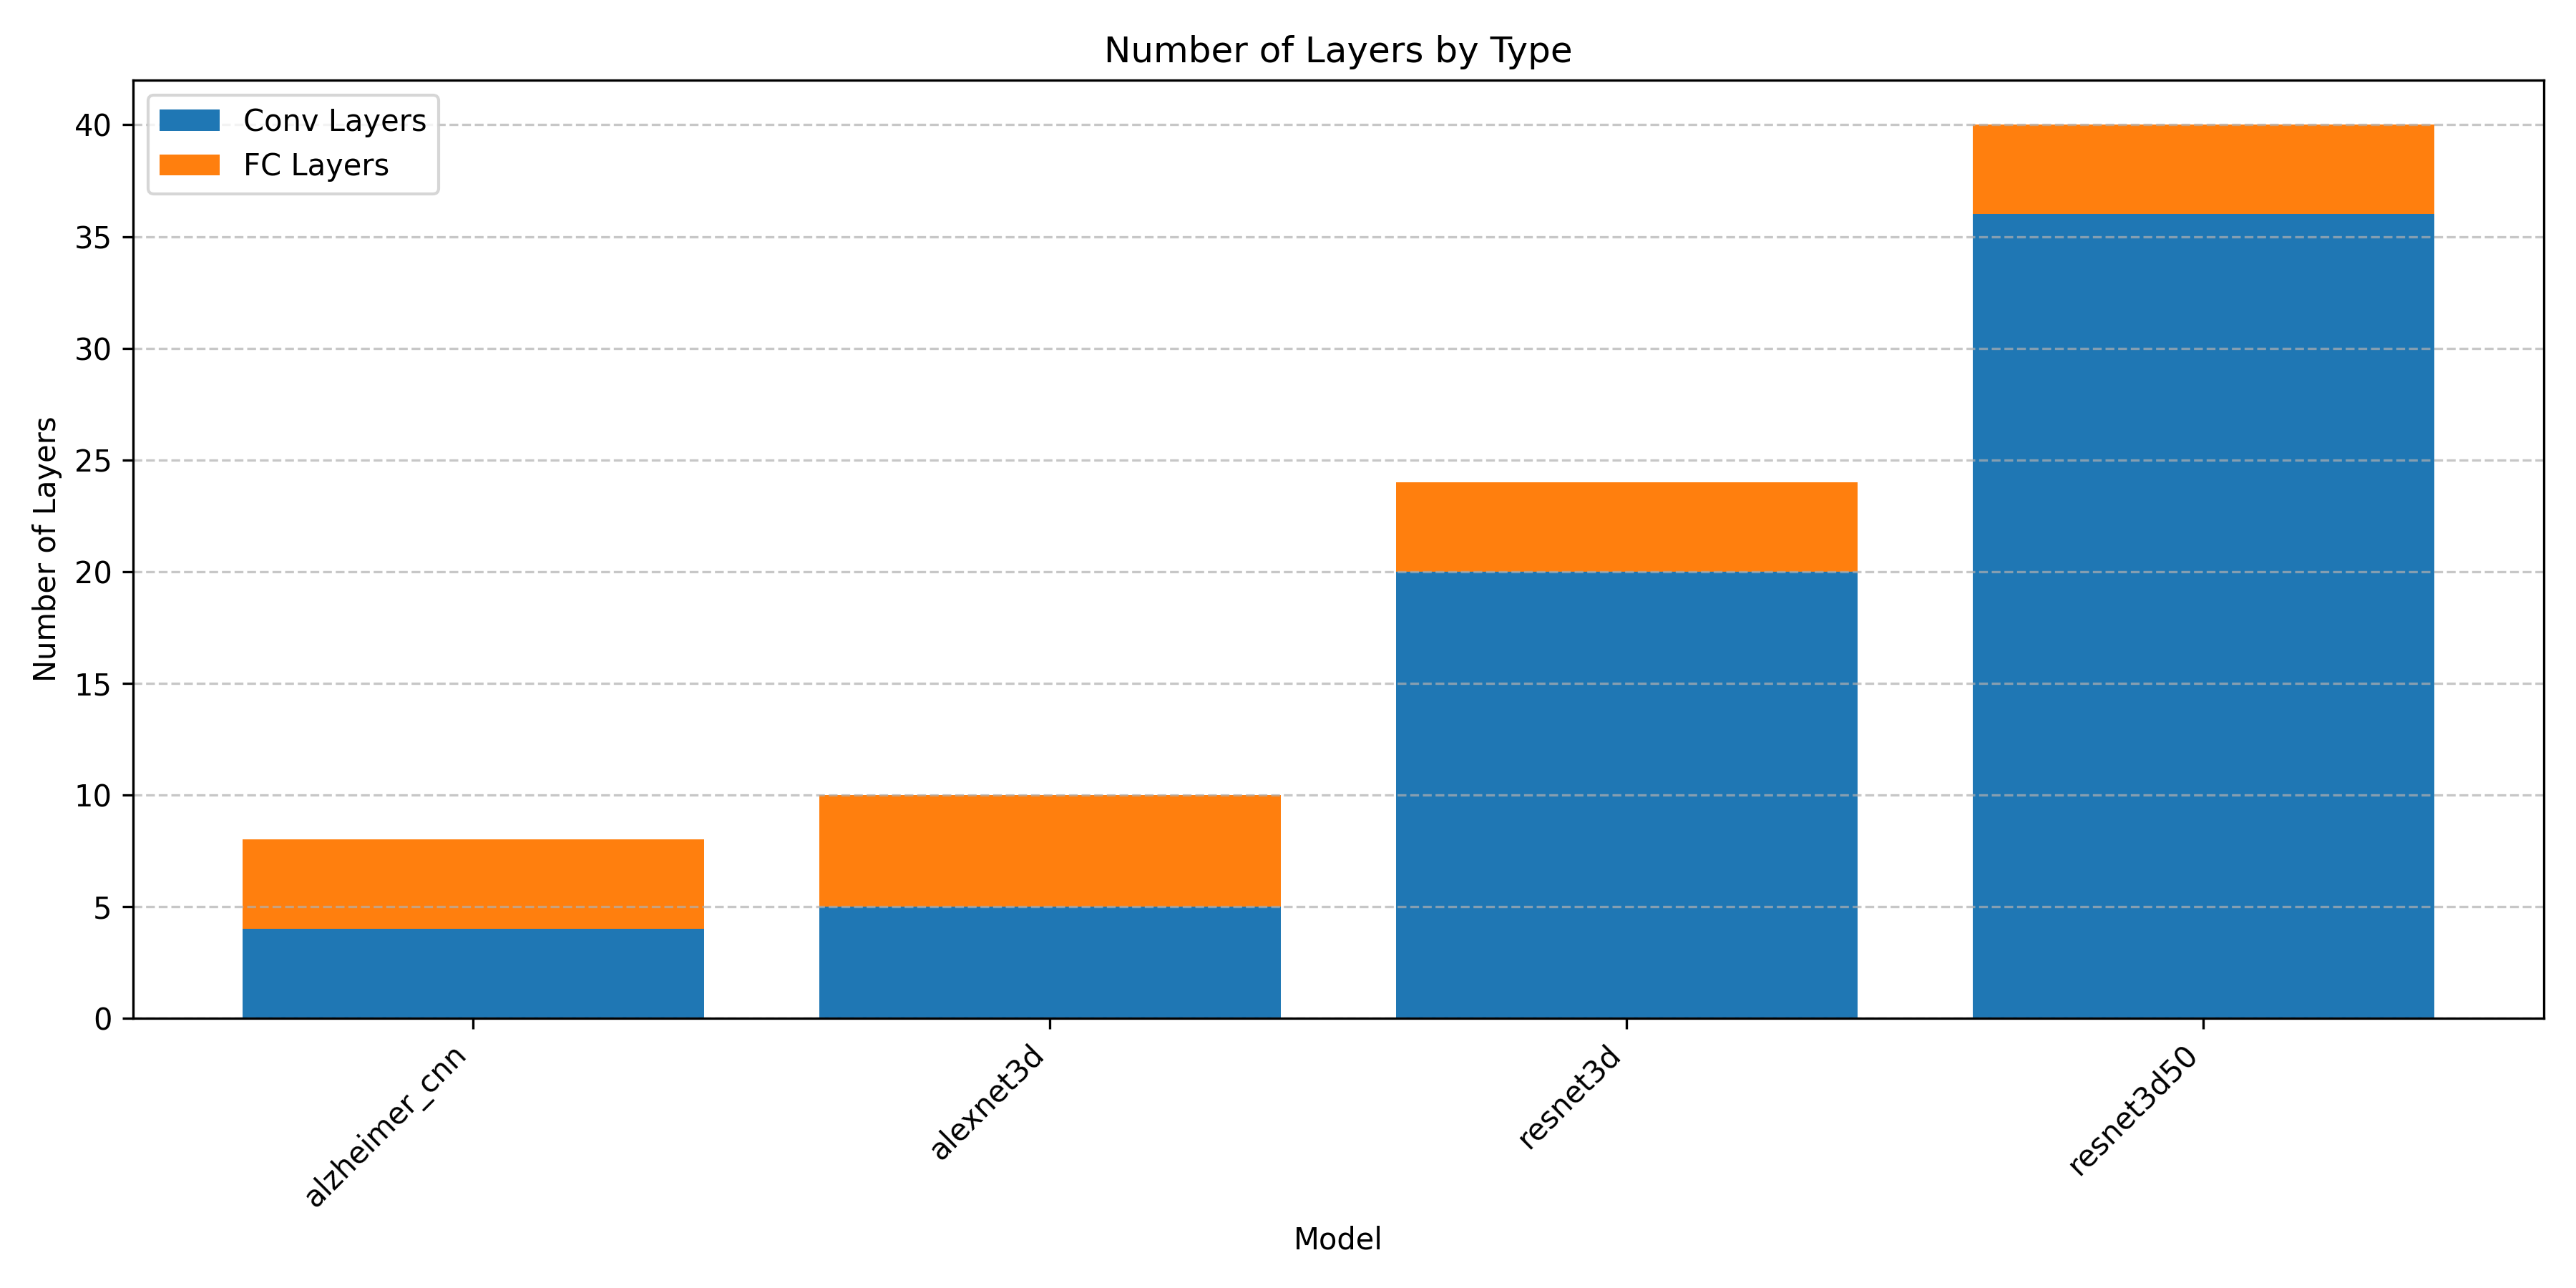 Number of Layers by Type
Conv Layers
FC Layers
Number of Layers
40
35
30
25
20
15
10
5
0
alzheimer_cnn
alexnet3d
resnet3d
resnet3d50
Model